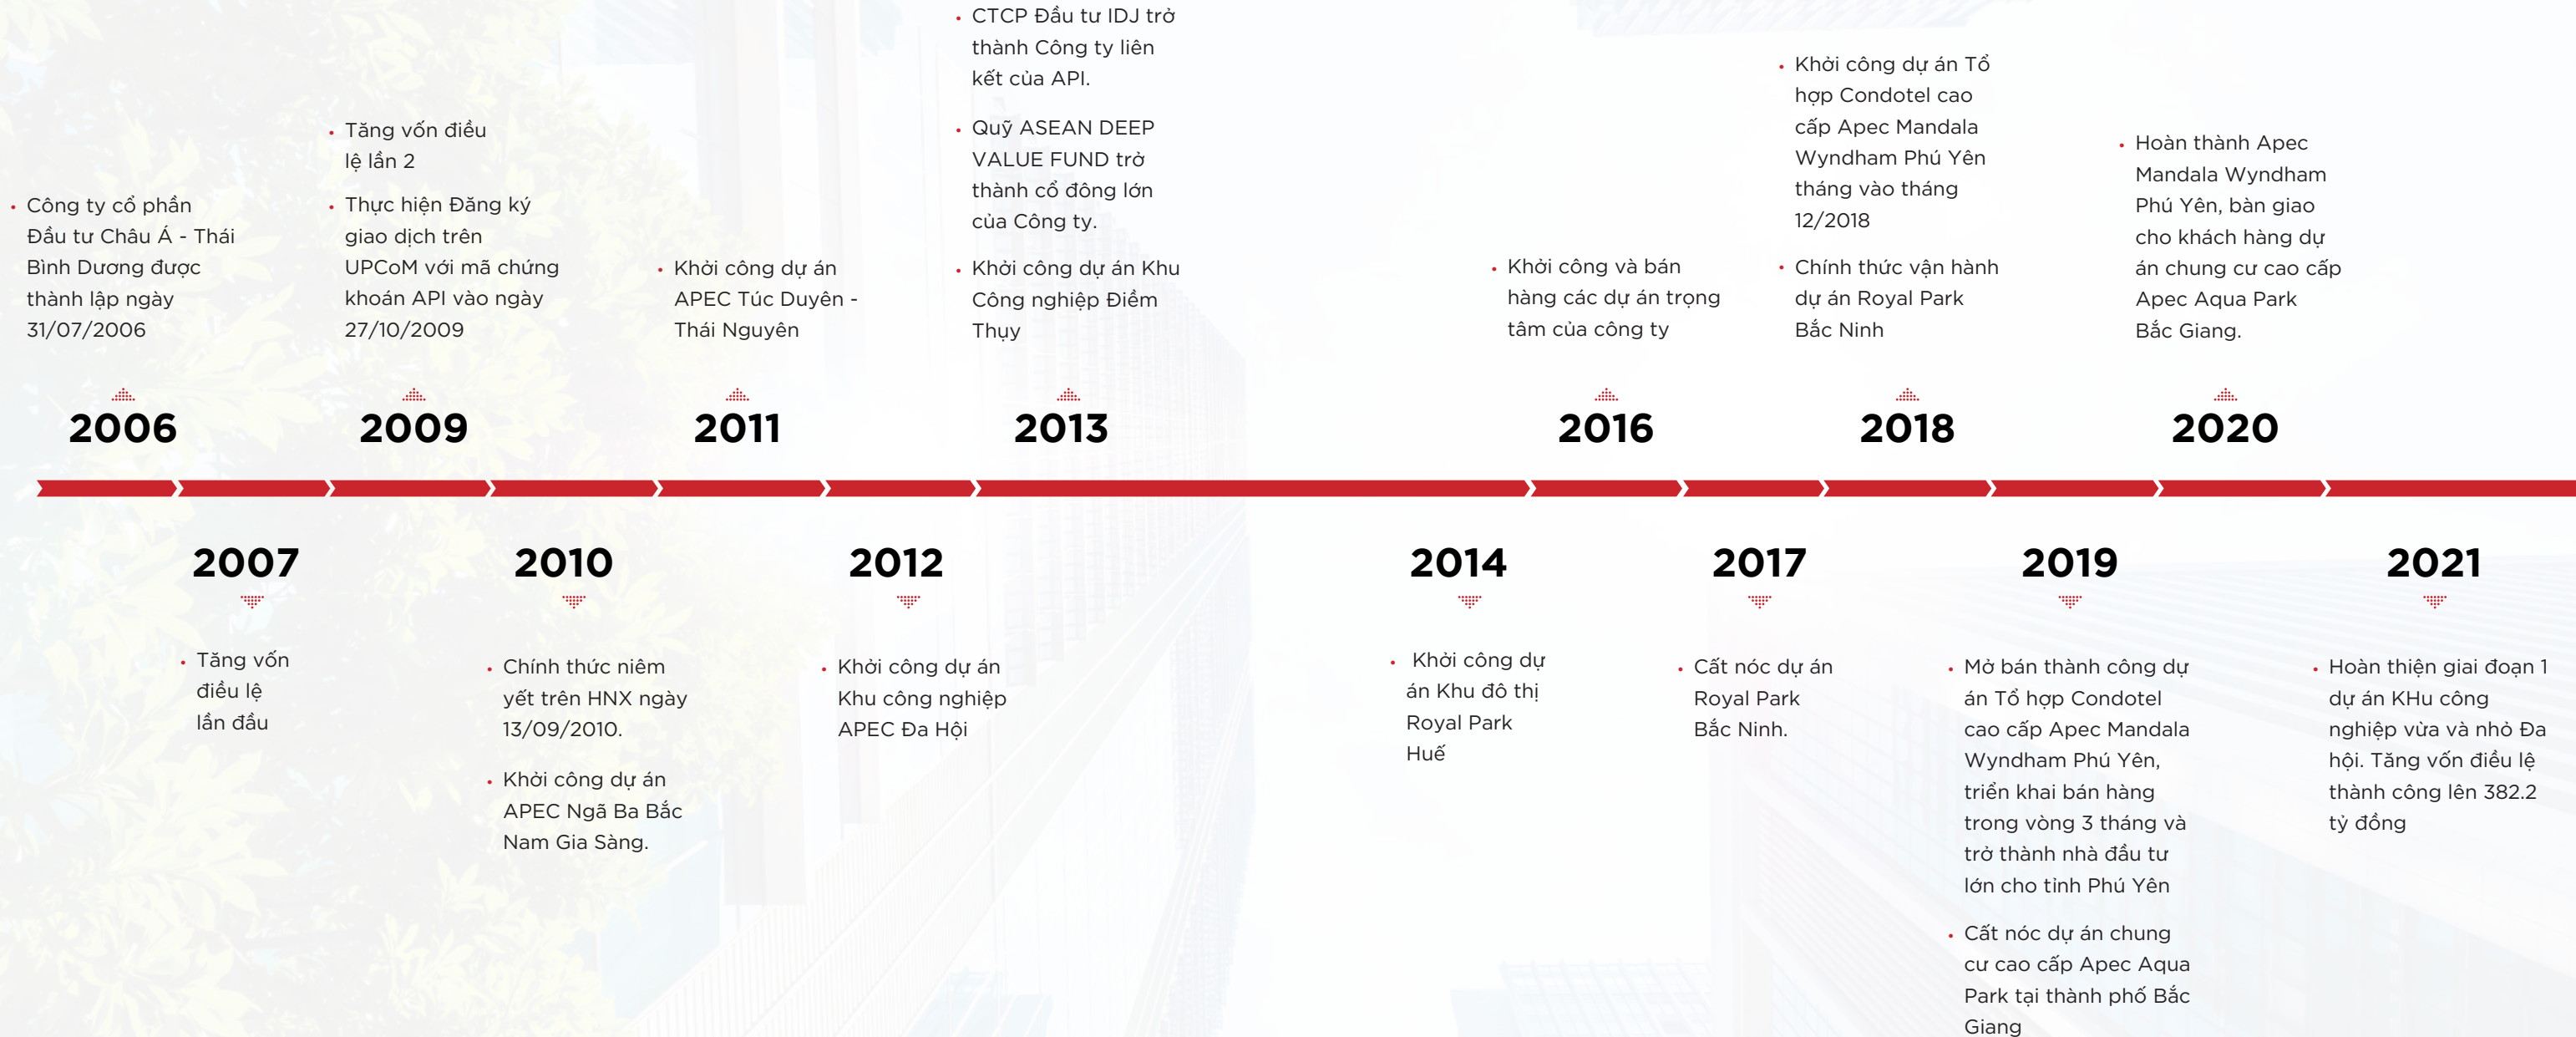 Công ty cổ phần
Đầu tư Châu Á - Thái
Bình Dương được
thành lập ngày
31/07/2006
2006
2007
Tăng vốn
điều lệ
lần đầu
Tăng vốn điều
lệ lần 2
Thực hiện Đăng ký
giao dịch trên
UPCoM với mã chứng
khoán API vào ngày
27/10/2009
2009
2010
Chính thức niêm
yết trên HNX ngày
13/09/2010.
Khởi công dự án
APEC Ngã Ba Bắc
Nam Gia Sàng.
Khởi công dự án
APEC Túc Duyên -
Thái Nguyên
2011
2012
Khởi công dự án
Khu công nghiệp
APEC Đa Hội
CTCP Đầu tư IDJ trở
thành Công ty liên
kết của API.
Quỹ ASEAN DEEP
VALUE FUND trở
thành cổ đông lớn
của Công ty.
Khởi công dự án Khu
Công nghiệp Điềm
Thụy
2013
2014
Khởi công dự
án Khu đô thị
Royal Park
Huế
Khởi công và bán
hàng các dự án trọng
tâm của công ty
2016
2017
Cất nóc dự án
Royal Park
Bắc Ninh.
Khởi công dự án Tổ
hợp Condotel cao
cấp Apec Mandala
Wyndham Phú Yên
tháng vào tháng
12/2018
Chính thức vận hành
dự án Royal Park
Bắc Ninh
2018
2019
Mở bán thành công dự
án Tổ hợp Condotel
cao cấp Apec Mandala
Wyndham Phú Yên,
triển khai bán hàng
trong vòng 3 tháng và
trở thành nhà đầu tư
lớn cho tỉnh Phú Yên
Cất nóc dự án chung
cư cao cấp Apec Aqua
Park tại thành phố Bắc
Giang
Hoàn thành Apec
Mandala Wyndham
Phú Yên, bàn giao
cho khách hàng dự
án chung cư cao cấp
Apec Aqua Park
Bắc Giang.
2020
2021
Hoàn thiện giai đoạn 1
dự án KHu công
nghiệp vừa và nhỏ Đa
hội. Tăng vốn điều lệ
thành công lên 382.2
tỷ đồng